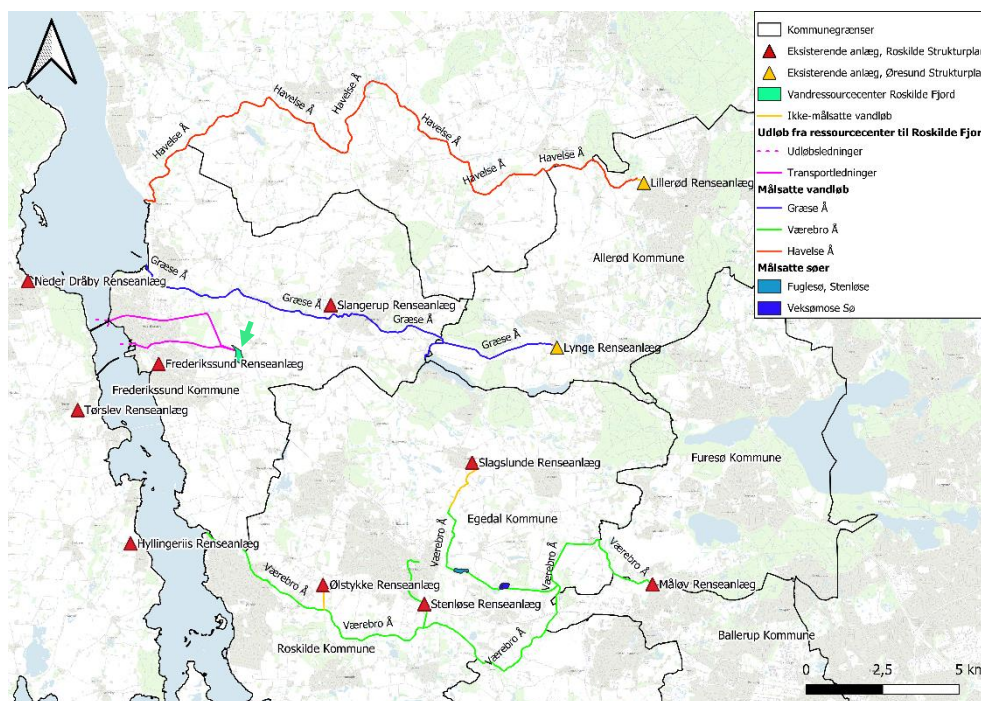 Kommunegrænser
Eksisterende anlæg, Roskilde Strukturplan
Eksisterende anlæg, Øresund Strukturplan
Vandressourcecenter Roskilde Fjord
Ikke-målsatte vandløb
Udløb fra ressourcecenter til Roskilde Fjord
Udløbsledninger
Transportledninger
Målsatte vandløb
Græse Å
Værebro Å
Havelse Å
Målsatte søer
Fuglesø, Stenløse
Veksømose Sø
Havelse Å
Havelse Å
Havelse Å
Havelse Å
Havelse Å
Havelse Å
Lillerød Renseanlæg
Allerød Kommune
Græse Å
Neder Dråby Renseanlæg
Græse Å
Slangerup Renseanlæg
Græse Å
Græse Å
Lynge Renseanlæg
Frederikssund Renseanlæg
Frederikssund Kommune
Tørslev Renseanlæg
Furesø Kommune
Slagslunde Renseanlæg
Egedal Kommune
Værebro Å
Hyllingeriis Renseanlæg
Værebro Å
Værebro Å
Værebro Å
Ølstykke Renseanlæg
Måløv Renseanlæg
Stenløse Renseanlæg
Værebro Å
Værebro Å
Roskilde Kommune
Ballerup Kommune
0 2,5 5 km